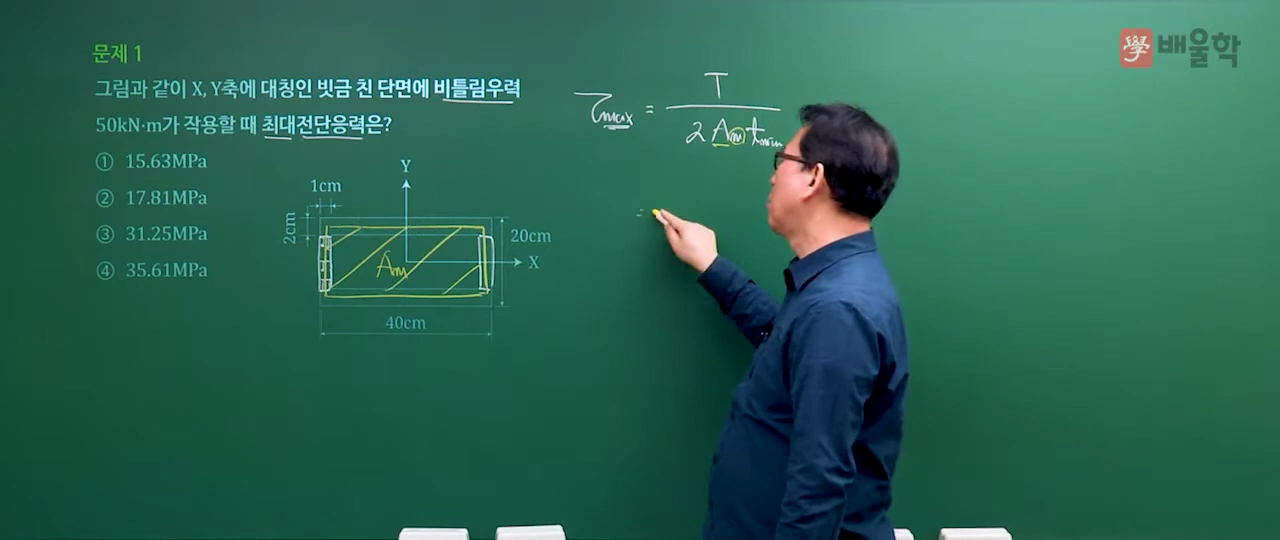 문제 1
그림과 같이 X, Y축에 대칭인 빗금 친 단면에 비틀림우력
50kN·m가 작용할 때 최대전단응력은?
① 15.63MPa
② 17.81MPa
③ 31.25MPa
④ 35.61MPa
Y
1cm
2cm
20cm
X
Am
40cm
τmax = T / 2 Am tmin
=
學 배울학